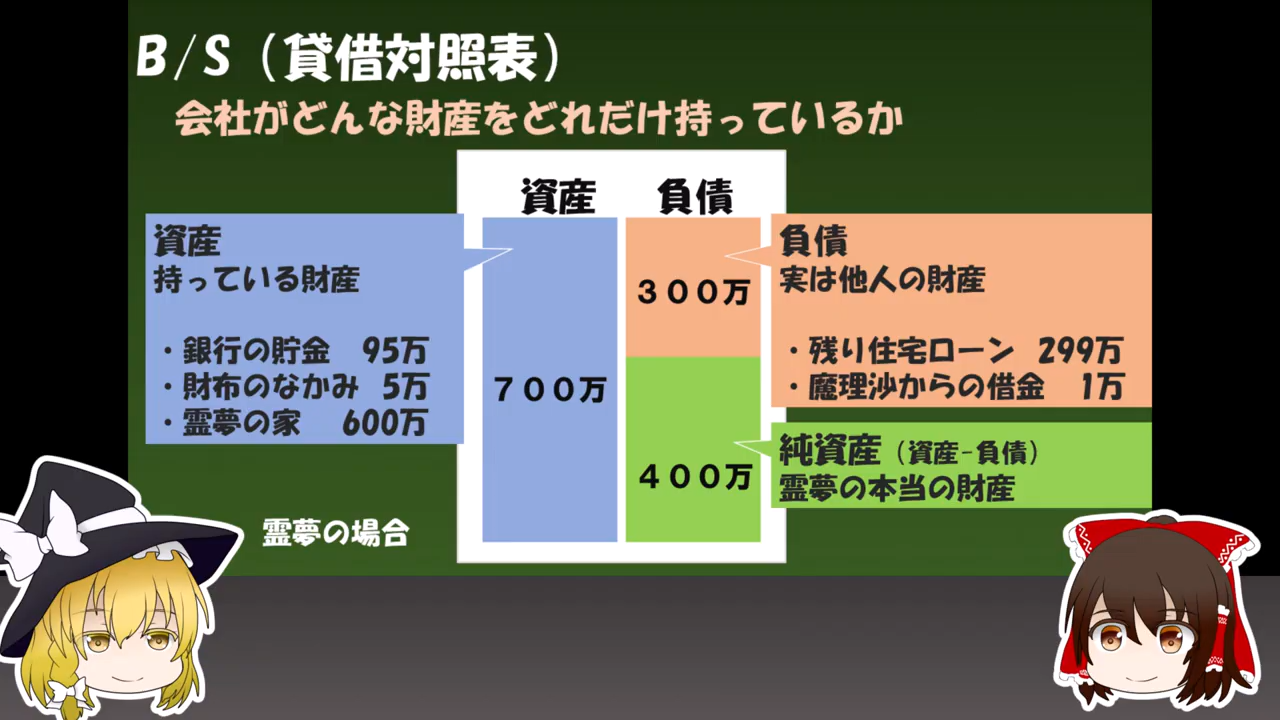 B/S（貸借対照表）
会社がどんな財産をどれだけ持っているか
資産　負債
資産
持っている財産
・銀行の貯金　95万
・財布のなかみ　5万
・霊夢の家　600万
７００万
３００万
４００万
負債
実は他人の財産
・残り住宅ローン　299万
・魔理沙からの借金　1万
純資産（資産-負債）
霊夢の本当の財産
霊夢の場合